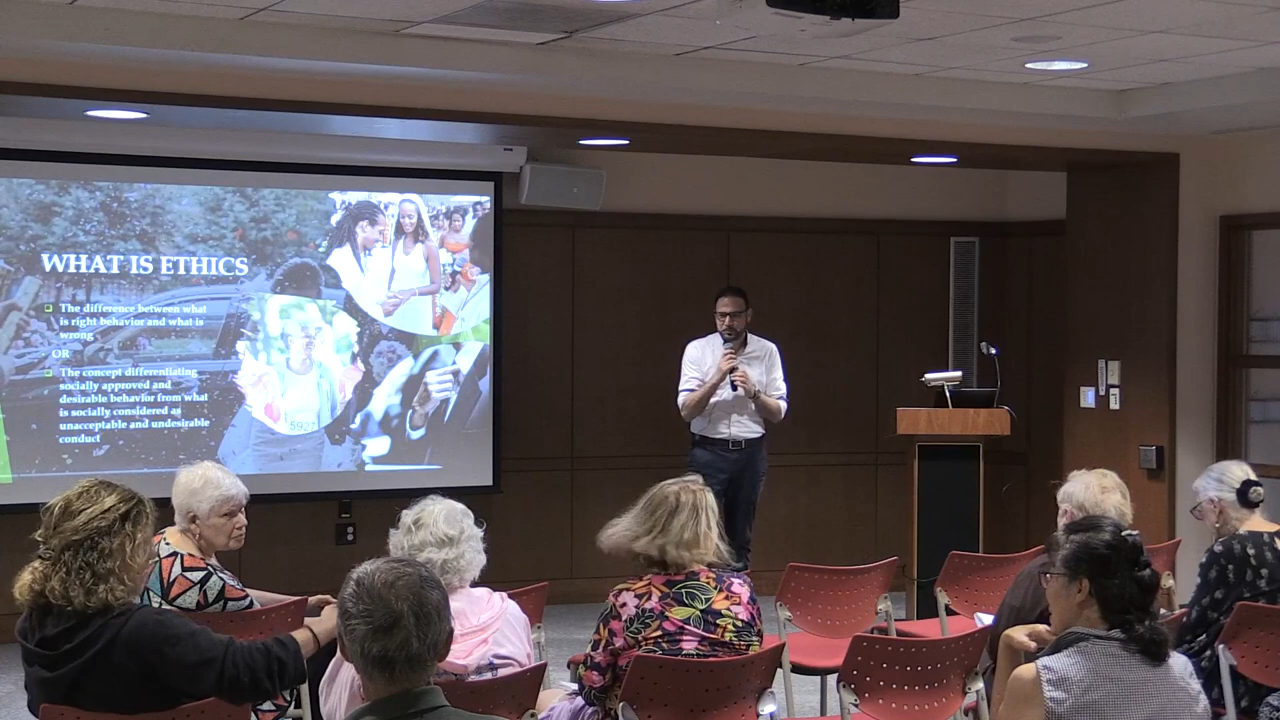 WHAT IS ETHICS
The difference between what
is right behavior and what is
wrong
OR
The concept differentiating
socially approved and
desirable behavior from what
is socially considered as
unacceptable and undesirable
conduct
5927